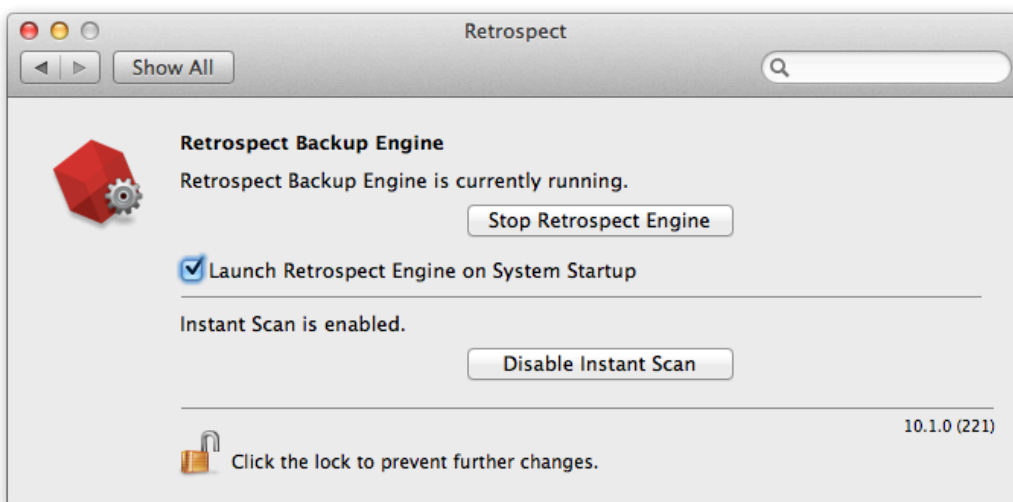 Retrospect
Show All
Retrospect Backup Engine
Retrospect Backup Engine is currently running.
Stop Retrospect Engine
Launch Retrospect Engine on System Startup
Instant Scan is enabled.
Disable Instant Scan
10.1.0 (221)
Click the lock to prevent further changes.